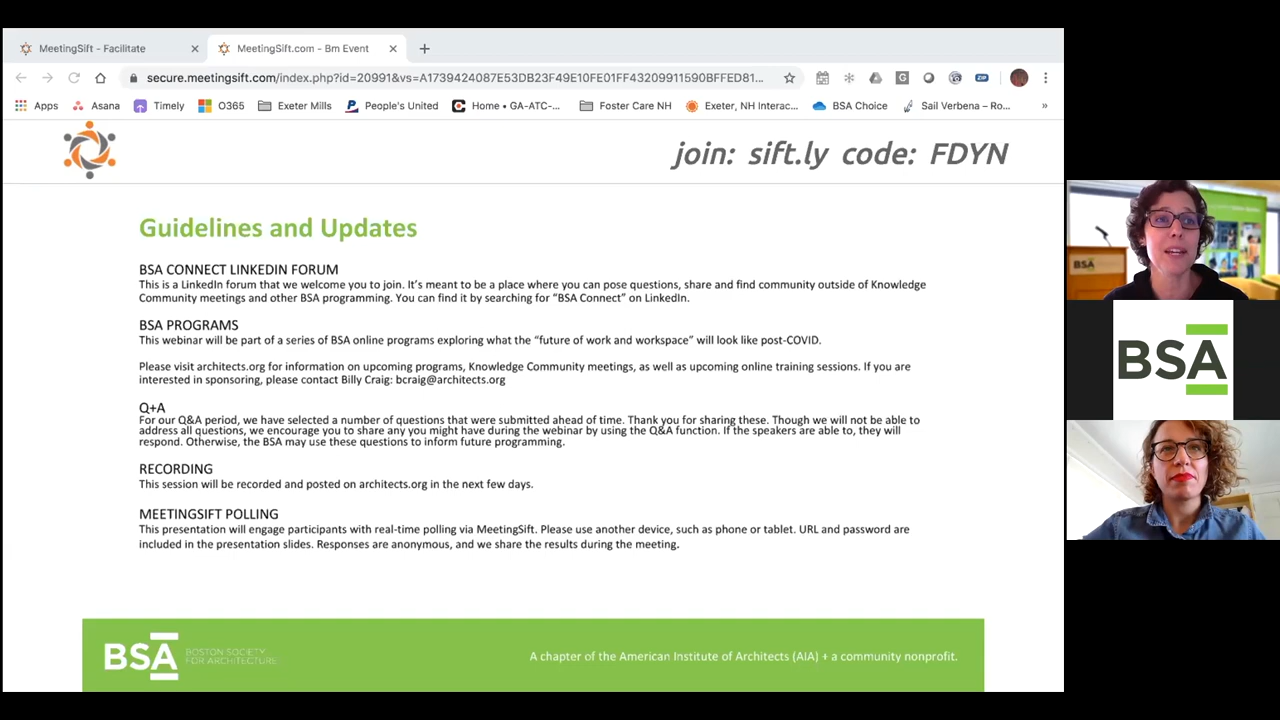 MeetingSift - Facilitate
MeetingSift.com - Bm Event
secure.meetingsift.com/index.php?id=20991&vs=A1739424087E53DB23F49E10FE01FF43209911590BFFED81...
ZIP
Apps
Asana
Timely
O365
Exeter Mills
People's United
Home • GA-ATC-...
Foster Care NH
Exeter, NH Interac...
BSA Choice
Sail Verbena – Ro...
»
join: sift.ly code: FDYN
Guidelines and Updates
BSA CONNECT LINKEDIN FORUM
This is a LinkedIn forum that we welcome you to join. It's meant to be a place where you can pose questions, share and find community outside of Knowledge
Community meetings and other BSA programming. You can find it by searching for "BSA Connect" on LinkedIn.
BSA PROGRAMS
This webinar will be part of a series of BSA online programs exploring what the "future of work and workspace" will look like post-COVID.
Please visit architects.org for information on upcoming programs, Knowledge Community meetings, as well as upcoming online training sessions. If you are
interested in sponsoring, please contact Billy Craig: bcraig@architects.org
Q+A
For our Q&A period, we have selected a number of questions that were submitted ahead of time. Thank you for sharing these. Though we will not be able to
address all questions, we encourage you to share any you might have during the webinar by using the Q&A function. If the speakers are able to, they will
respond. Otherwise, the BSA may use these questions to inform future programming.
RECORDING
This session will be recorded and posted on architects.org in the next few days.
MEETINGSIFT POLLING
This presentation will engage participants with real-time polling via MeetingSift. Please use another device, such as phone or tablet. URL and password are
included in the presentation slides. Responses are anonymous, and we share the results during the meeting.
BSA
BOSTON SOCIETY
FOR ARCHITECTURE
A chapter of the American Institute of Architects (AIA) + a community nonprofit.
BSA
BSA